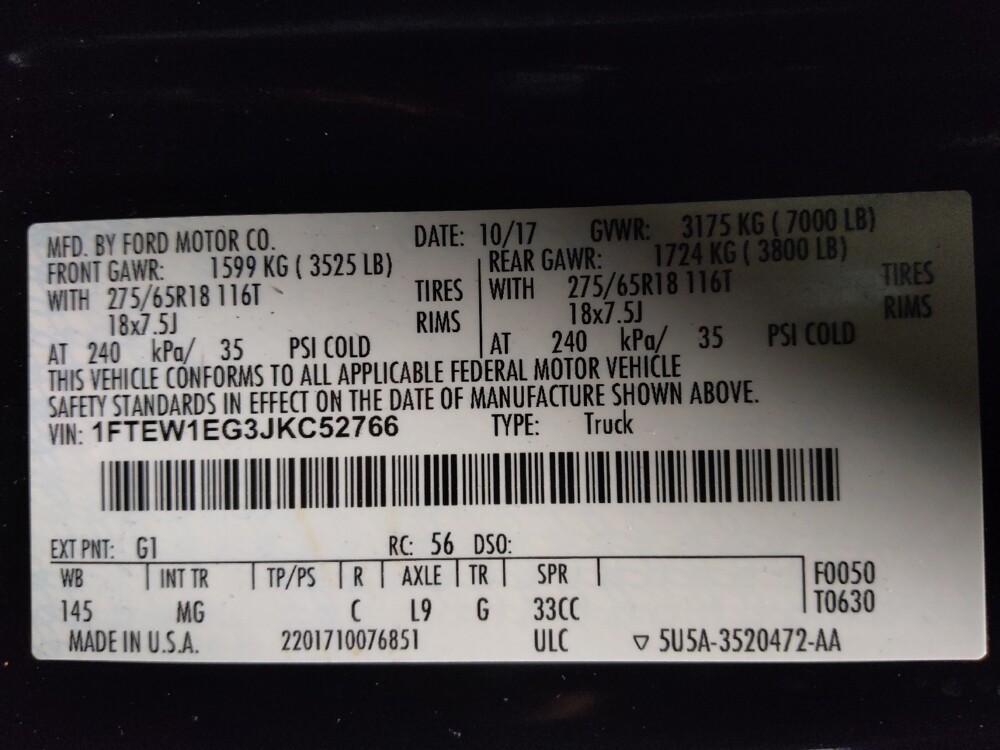 MFD. BY FORD MOTOR CO. DATE: 10/17 GVWR: 3175 KG ( 7000 LB)
FRONT GAWR: 1599 KG ( 3525 LB) REAR GAWR: 1724 KG ( 3800 LB)
WITH 275/65R18 116T TIRES WITH 275/65R18 116T TIRES
18x7.5J RIMS 18x7.5J RIMS
AT 240 kPa/ 35 PSI COLD AT 240 kPa/ 35 PSI COLD
THIS VEHICLE CONFORMS TO ALL APPLICABLE FEDERAL MOTOR VEHICLE
SAFETY STANDARDS IN EFFECT ON THE DATE OF MANUFACTURE SHOWN ABOVE.
VIN: 1FTEW1EG3JKC52766 TYPE: Truck
EXT PNT: G1 RC: 56 DSO:
WB INT TR TP/PS R AXLE TR SPR F0050
145 MG C L9 G 33CC T0630
MADE IN U.S.A. 2201710076851 ULC ▽ 5U5A-3520472-AA